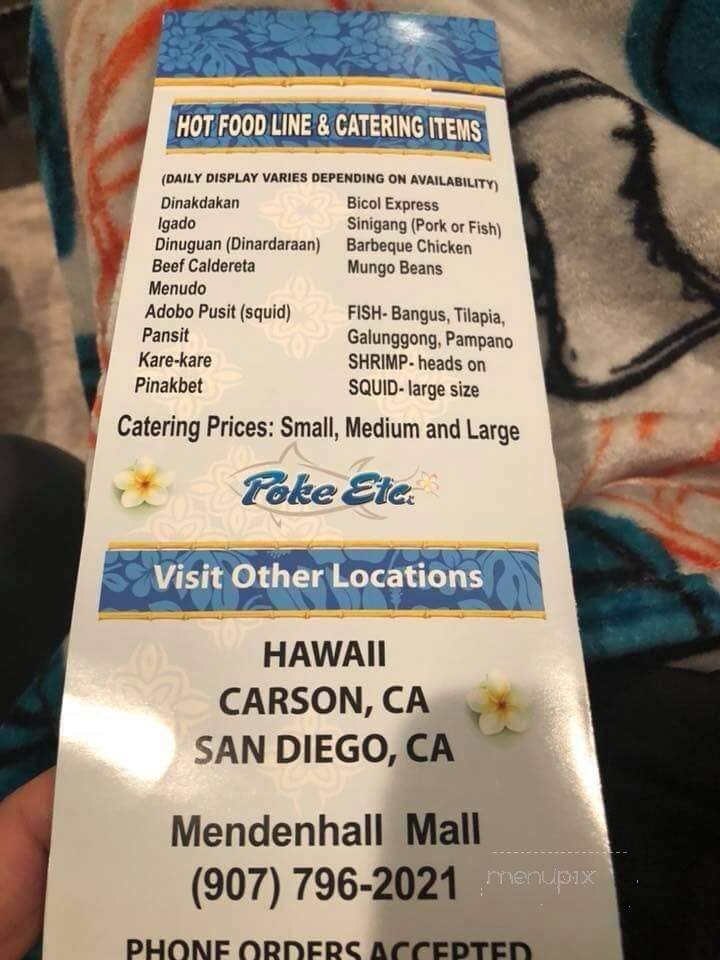 HOT FOOD LINE & CATERING ITEMS
(DAILY DISPLAY VARIES DEPENDING ON AVAILABILITY)
Dinakdakan
Igado
Dinuguan (Dinardaraan)
Beef Caldereta
Menudo
Adobo Pusit (squid)
Pansit
Kare-kare
Pinakbet
Bicol Express
Sinigang (Pork or Fish)
Barbeque Chicken
Mungo Beans
FISH- Bangus, Tilapia,
Galunggong, Pampano
SHRIMP- heads on
SQUID- large size
Catering Prices: Small, Medium and Large
Poke Etc.
Visit Other Locations
HAWAII
CARSON, CA
SAN DIEGO, CA
Mendenhall Mall
(907) 796-2021
menupix
PHONE ORDERS ACCEPTED